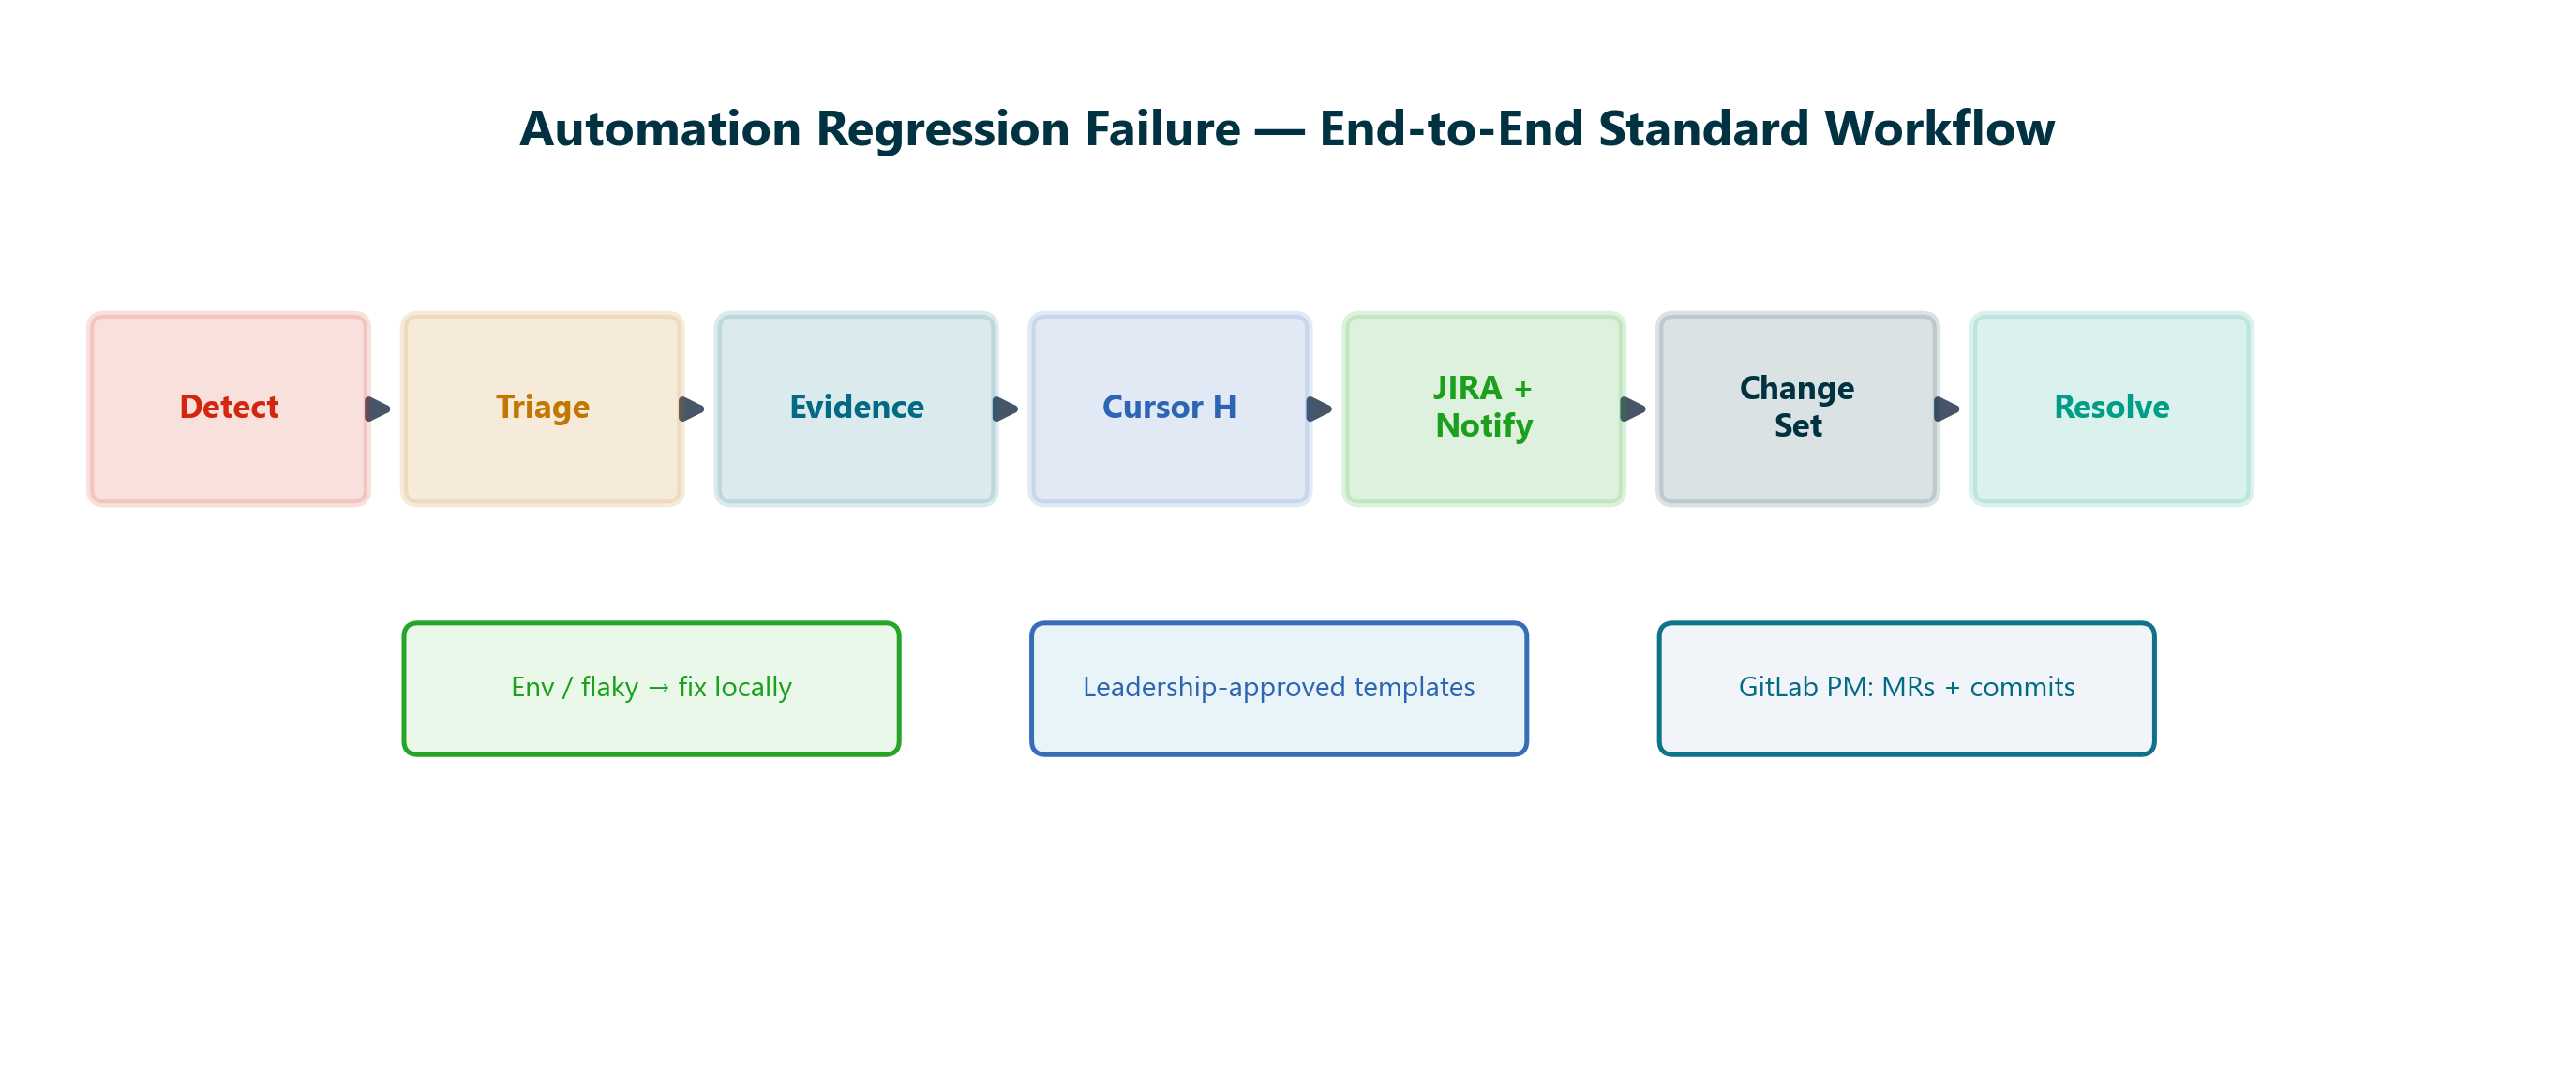 Automation Regression Failure — End-to-End Standard Workflow
Detect
Triage
Evidence
Cursor H
JIRA +
Notify
Change
Set
Resolve
Env / flaky → fix locally
Leadership-approved templates
GitLab PM: MRs + commits